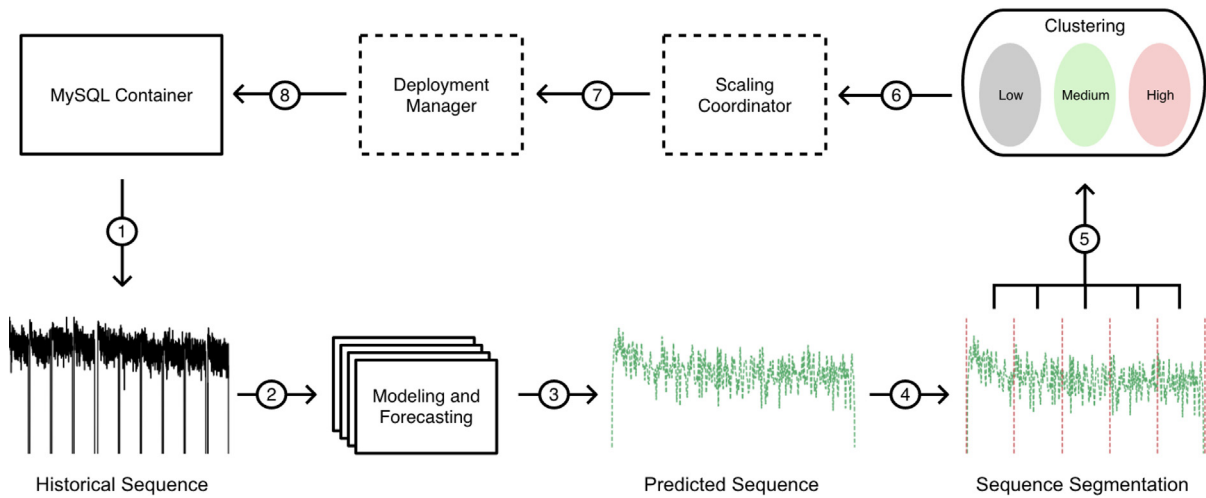 Clustering
MySQL Container
8
Deployment
Manager
7
Scaling
Coordinator
6
Low
Medium
High
1
5
2
Modeling and
Forecasting
3
4
Historical Sequence
Predicted Sequence
Sequence Segmentation